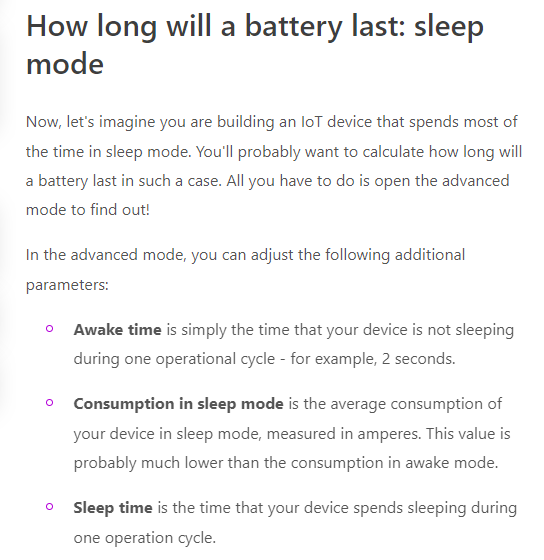 How long will a battery last: sleep
mode
Now, let's imagine you are building an IoT device that spends most of
the time in sleep mode. You'll probably want to calculate how long will
a battery last in such a case. All you have to do is open the advanced
mode to find out!
In the advanced mode, you can adjust the following additional
parameters:
Awake time is simply the time that your device is not sleeping
during one operational cycle - for example, 2 seconds.
Consumption in sleep mode is the average consumption of
your device in sleep mode, measured in amperes. This value is
probably much lower than the consumption in awake mode.
Sleep time is the time that your device spends sleeping during
one operation cycle.